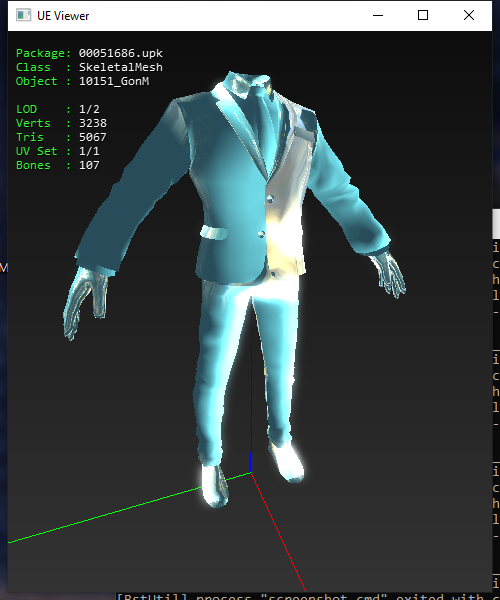 UE Viewer
Package: 00051686.upk
Class : SkeletalMesh
Object : 10151_GonM
LOD : 1/2
Verts : 3238
Tris : 5067
UV Set : 1/1
Bones : 107
M
i
c
h
l
-
i
c
h
l
-
i
c
h
l
-
i
[RstUtil] process "screenshot.cmd" exited with c